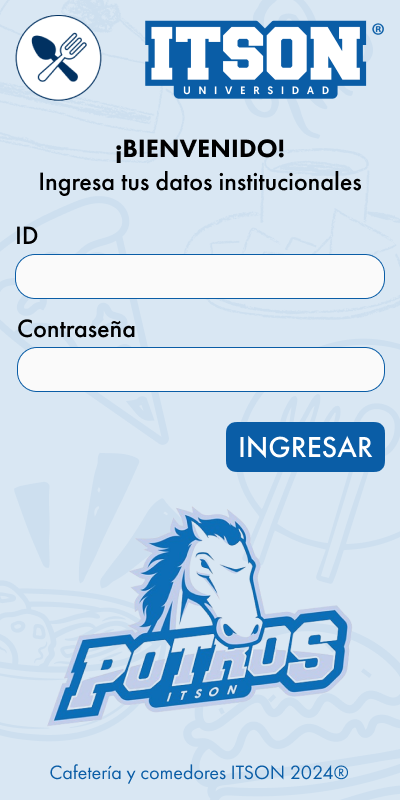 ITSON®
UNIVERSIDAD
¡BIENVENIDO!
Ingresa tus datos institucionales
ID
Contraseña
INGRESAR
POTROS
ITSON
Cafetería y comedores ITSON 2024®